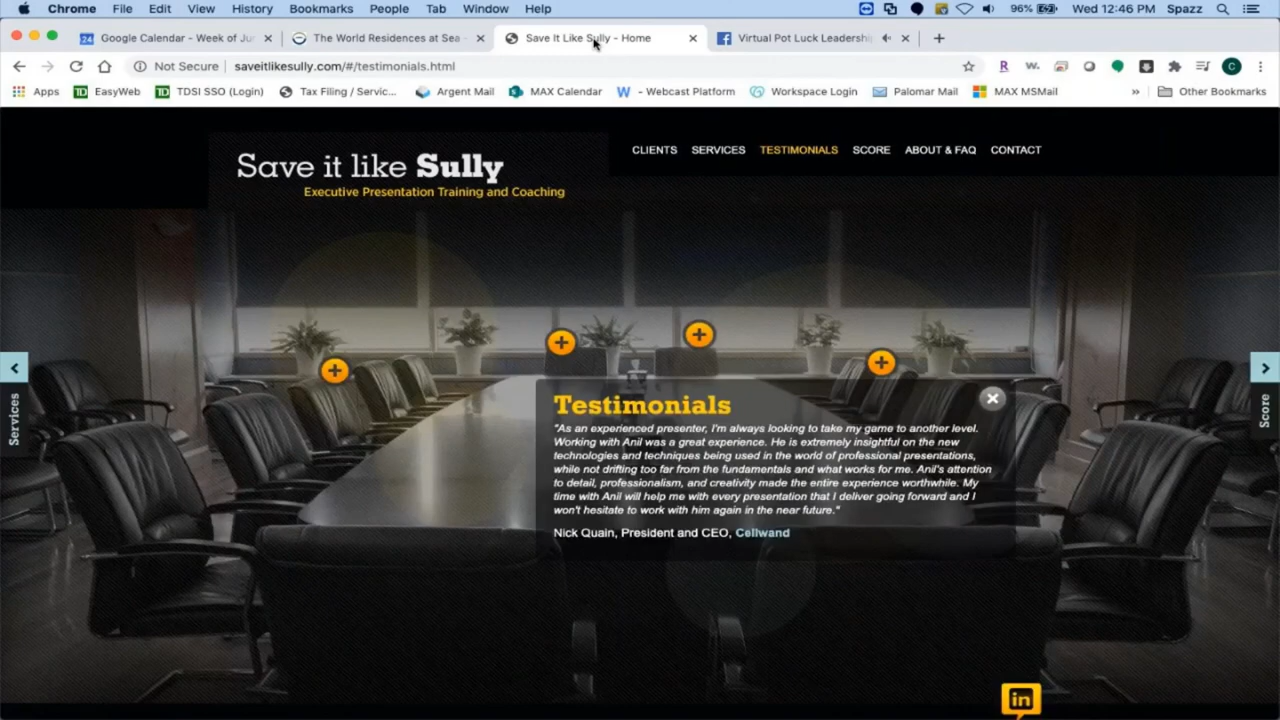 Chrome File Edit View History Bookmarks People Tab Window Help 96% Wed 12:46 PM Spazz
24 Google Calendar - Week of Jur
The World Residences at Sea -
Save It Like Sully - Home
Virtual Pot Luck Leadership
Not Secure saveitlikesully.com/#/testimonials.html R W. C
Apps TD EasyWeb TD TDSI SSO (Login) Tax Filing / Servic... Argent Mail MAX Calendar W - Webcast Platform Workspace Login Palomar Mail MAX MSMail » Other Bookmarks
CLIENTS SERVICES TESTIMONIALS SCORE ABOUT & FAQ CONTACT
Save it like Sully
Executive Presentation Training and Coaching
Services
Score
Testimonials
"As an experienced presenter, I'm always looking to take my game to another level.
Working with Anil was a great experience. He is extremely insightful on the new
technologies and techniques being used in the world of professional presentations,
while not drifting too far from the fundamentals and what works for me. Anil's attention
to detail, professionalism, and creativity made the entire experience worthwhile. My
time with Anil will help me with every presentation that I deliver going forward and I
won't hesitate to work with him again in the near future."
Nick Quain, President and CEO, Cellwand
in